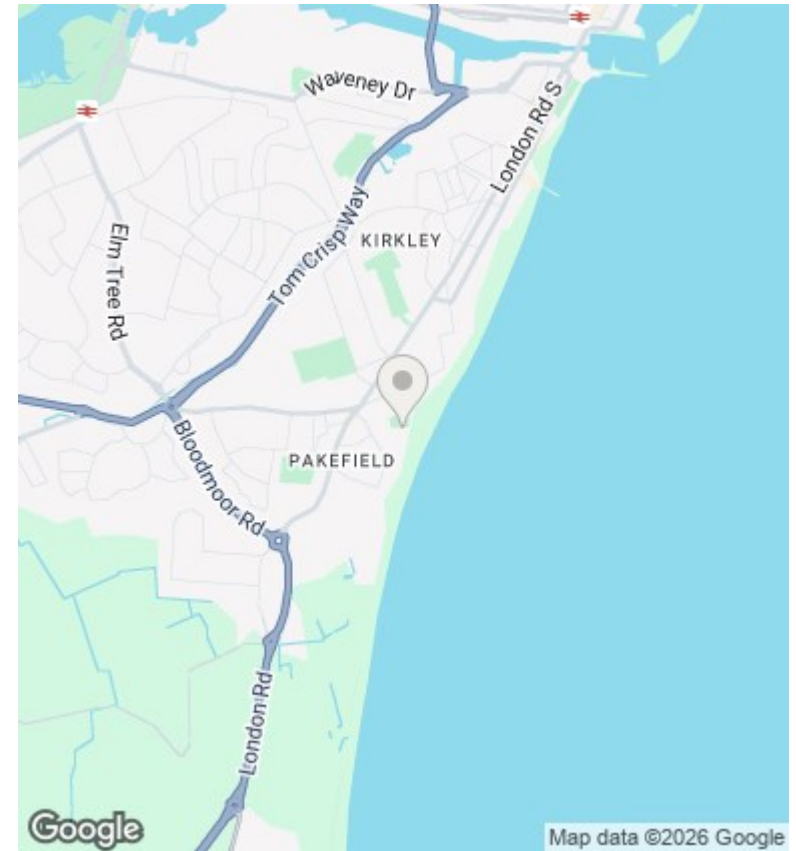 Waveney Dr
London Rd S
Tom Crisp Way
KIRKLEY
Elm Tree Rd
PAKEFIELD
Bloodmoor Rd
London Rd
Google
Map data ©2026 Google